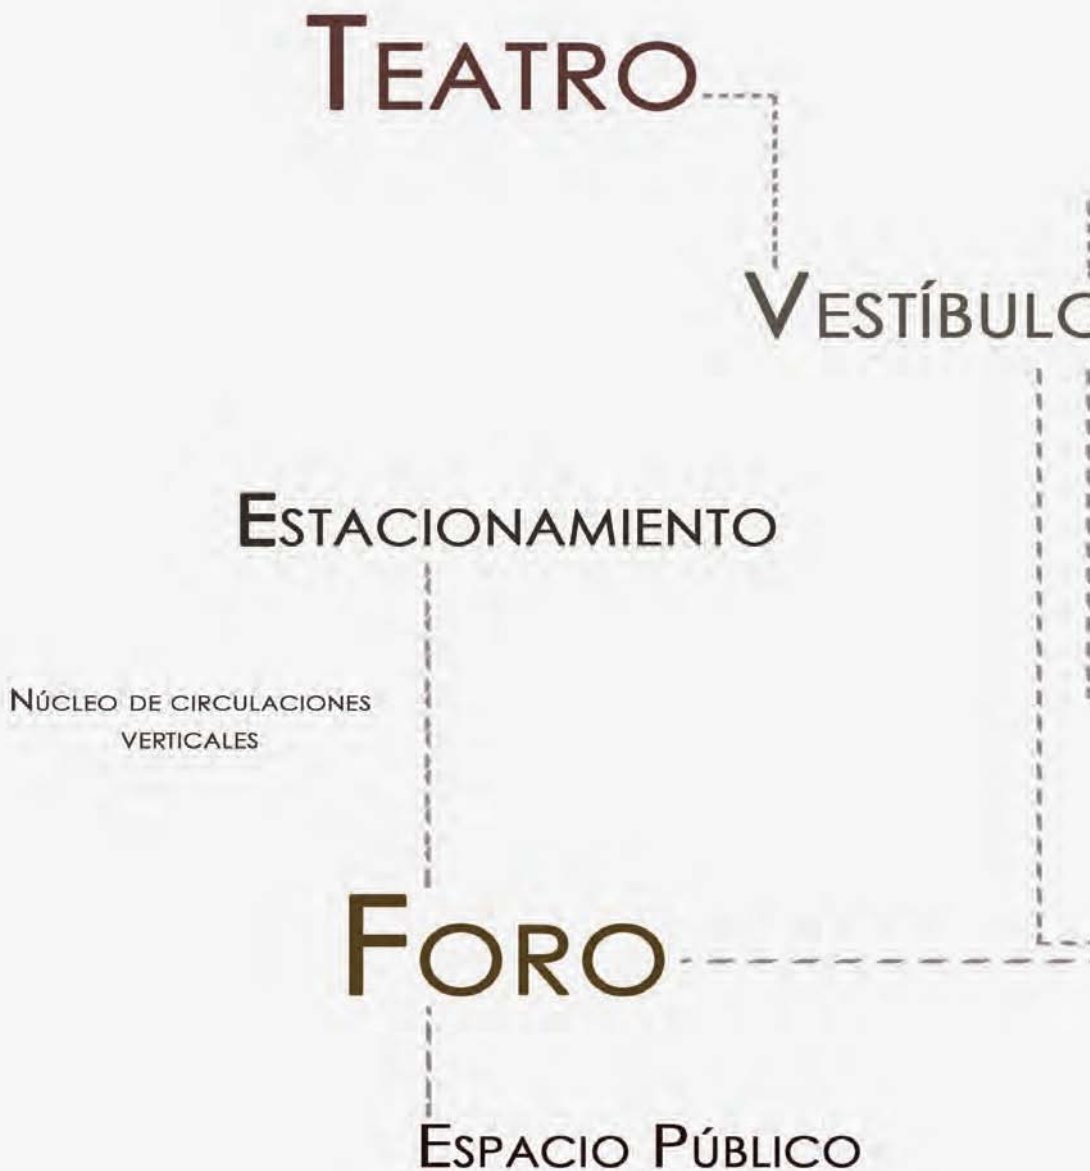 TEATRO
VESTÍBULO
ESTACIONAMIENTO
NÚCLEO DE CIRCULACIONES
VERTICALES
FORO
ESPACIO PÚBLICO